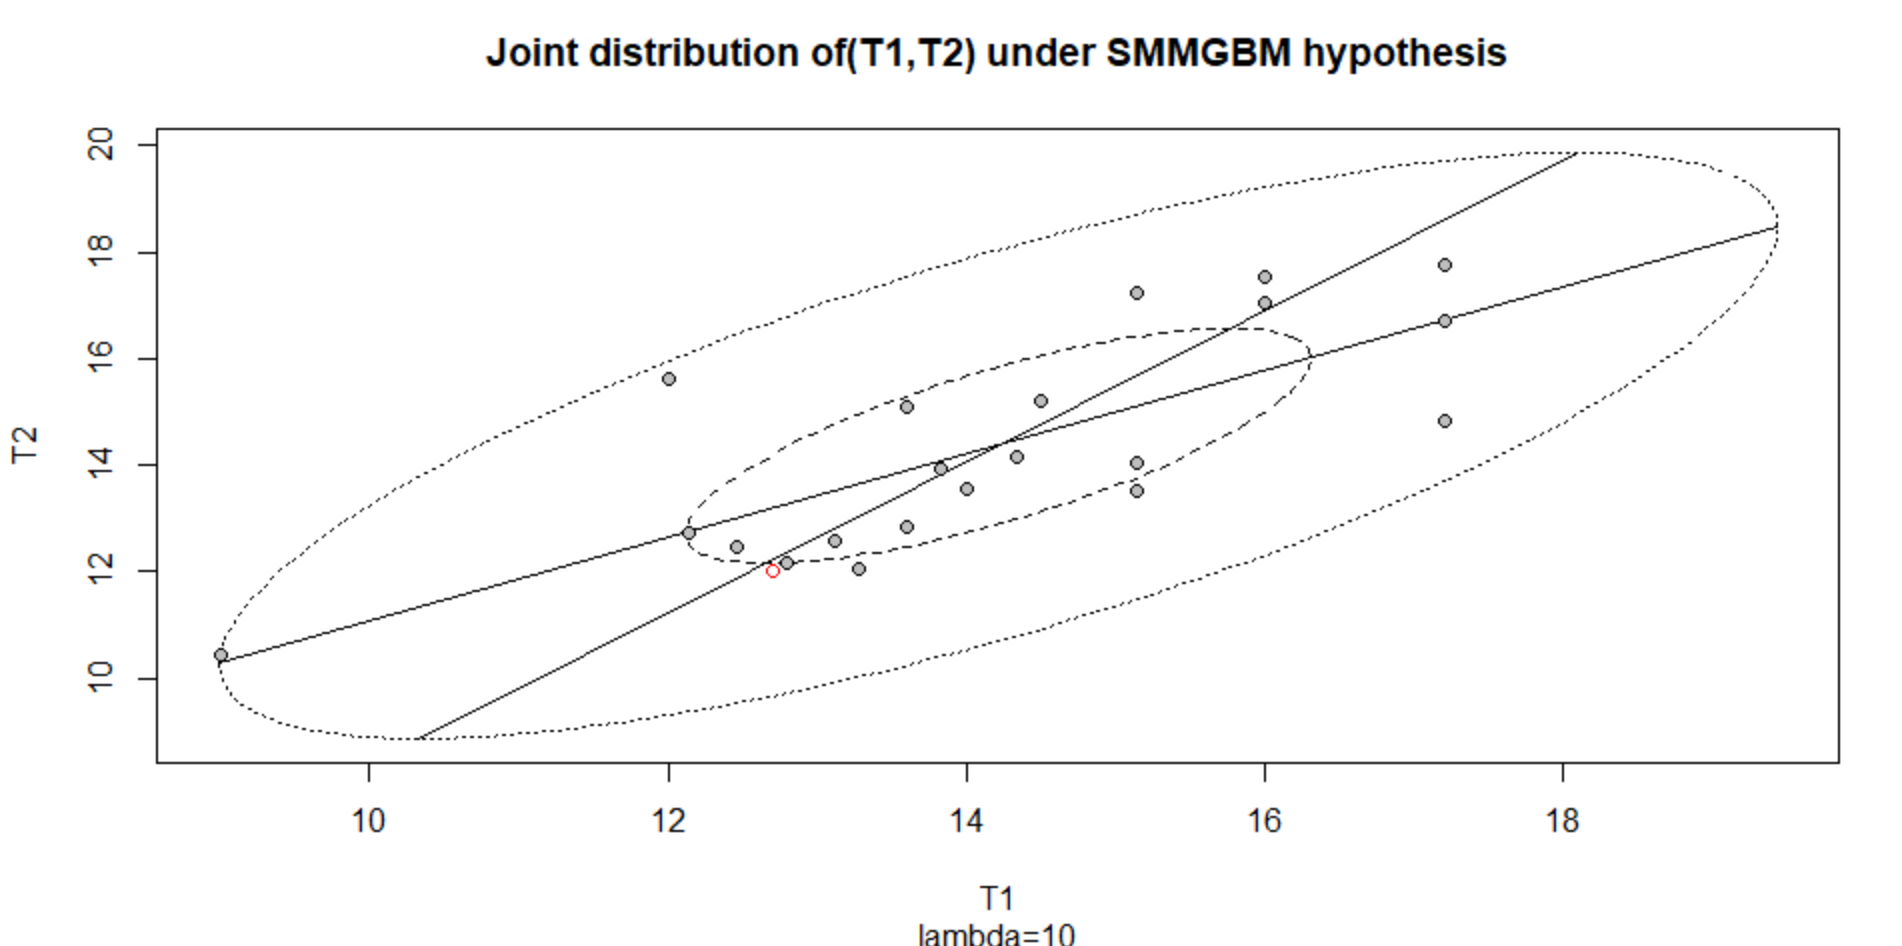 Joint distribution of(T1,T2) under SMMGBM hypothesis
20
18
16
14
12
10
T2
10 12 14 16 18
T1
lambda=10